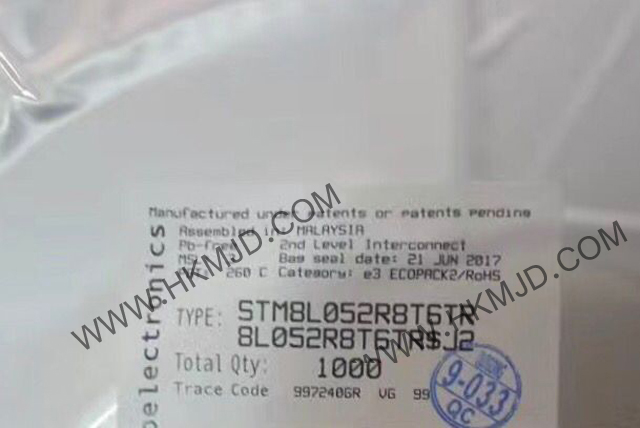 Manufactured under patents or patents pending
Assembled in: MALAYSIA
Pb-free 2nd Level Interconnect
Bag seal date: 21 JUN 2017
260 C Category: e3 ECOPACK2/RoHS
TYPE: STM8L052R8T6TR
8L052R8T6TR$:J2
Total Qty: 1000
Trace Code 997240GR VG 99
oelectronics
9-033
QC
WWW.HKMJD.COM
WWW.HKMJD.COM